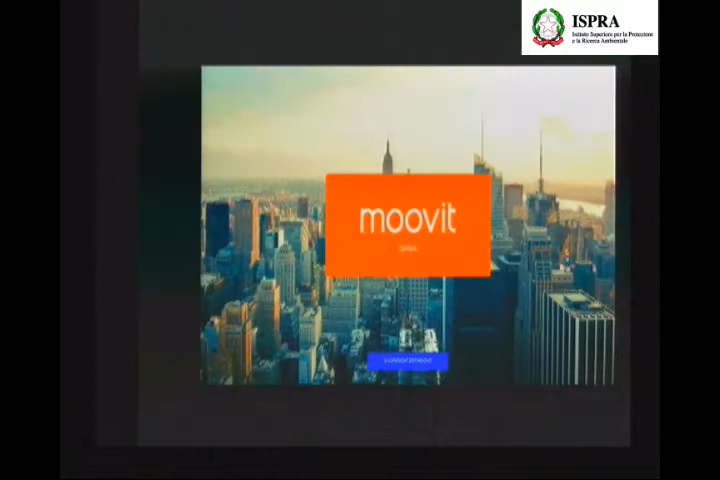 ISPRA
Istituto Superiore per la Protezione
e la Ricerca Ambientale
moovit